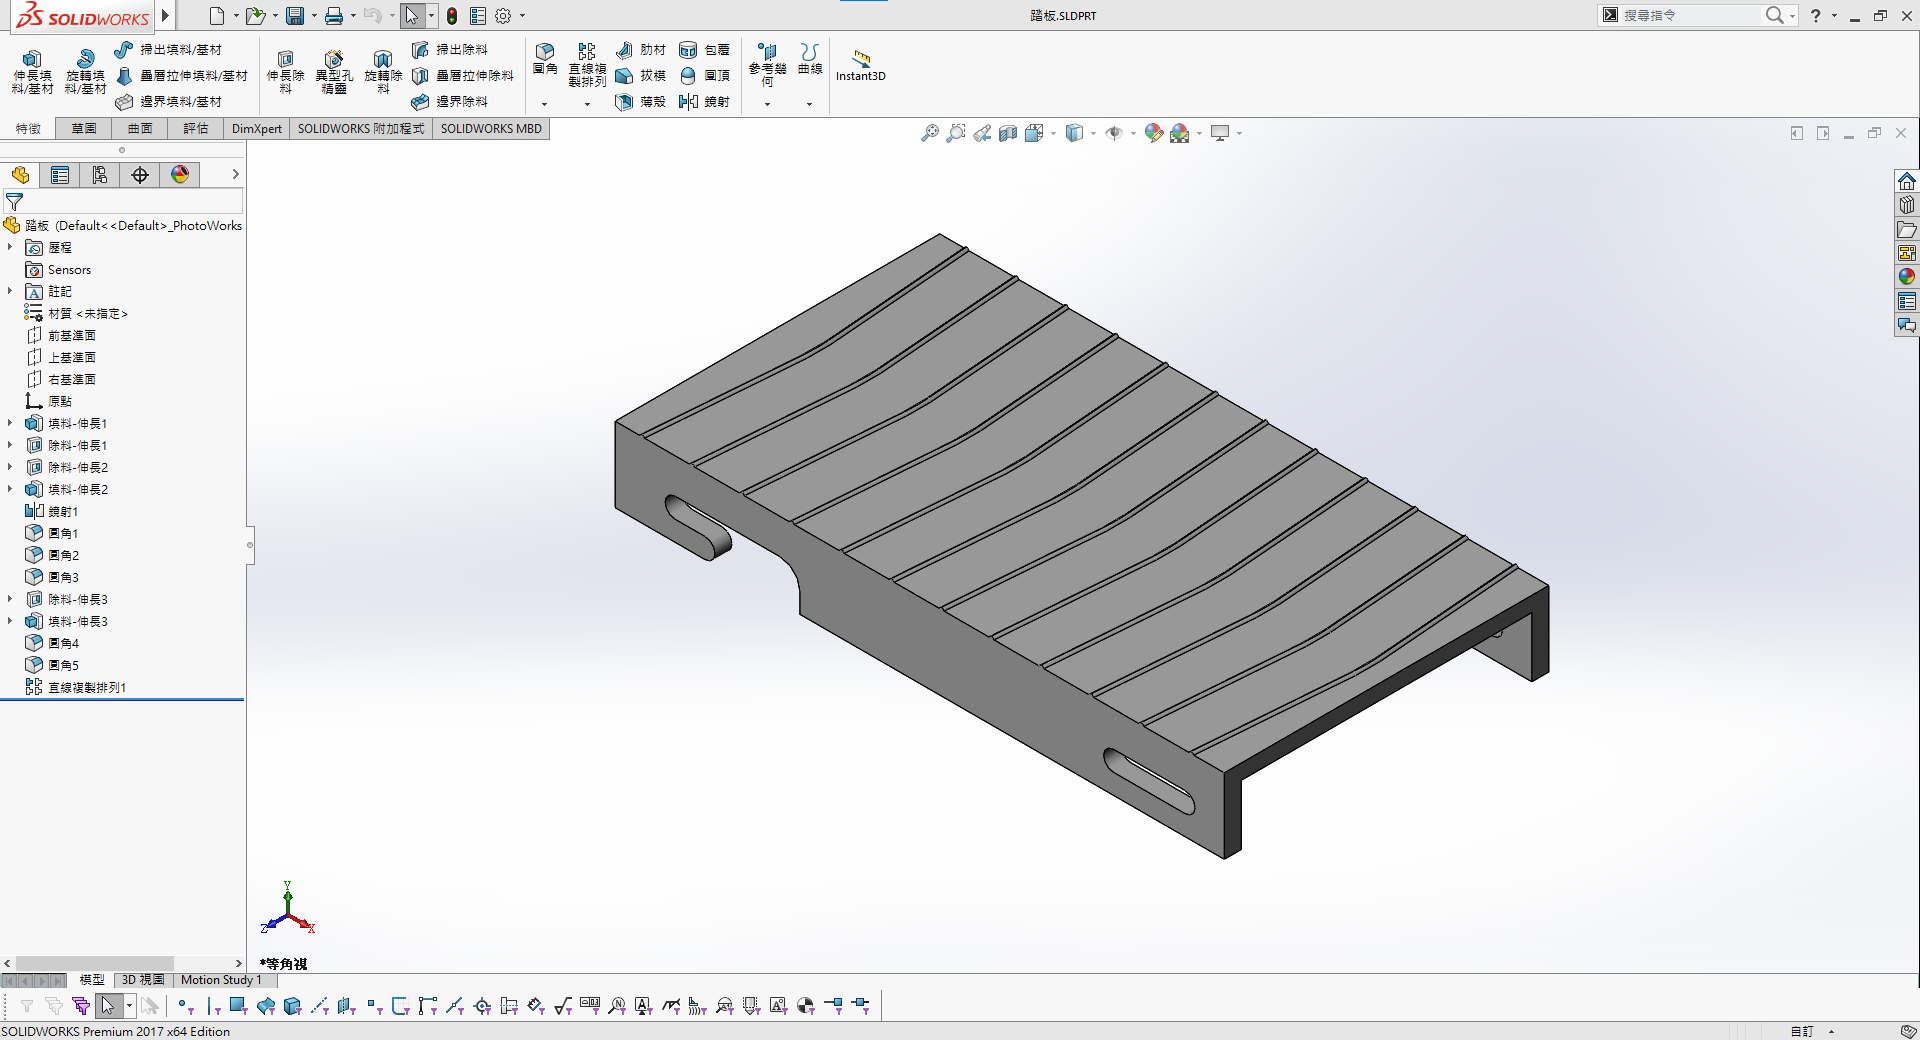 SOLIDWORKS
踏板.SLDPRT
搜尋指令
伸長填料/基材
旋轉填料/基材
掃出填料/基材
疊層拉伸填料/基材
邊界填料/基材
伸長除料
異型孔精靈
旋轉除料
掃出除料
疊層拉伸除料
邊界除料
圓角
直線複製排列
肋材
拔模
薄殼
包覆
圓頂
鏡射
參考幾何
曲線
Instant3D
特徵
草圖
曲面
評估
DimXpert
SOLIDWORKS 附加程式
SOLIDWORKS MBD
踏板 (Default<<Default>_PhotoWorks
歷程
Sensors
註記
材質 <未指定>
前基準面
上基準面
右基準面
原點
填料-伸長1
除料-伸長1
除料-伸長2
填料-伸長2
鏡射1
圓角1
圓角2
圓角3
除料-伸長3
填料-伸長3
圓角4
圓角5
直線複製排列1
Y
Z
X
*等角視
模型
3D 視圖
Motion Study 1
SOLIDWORKS Premium 2017 x64 Edition
自訂